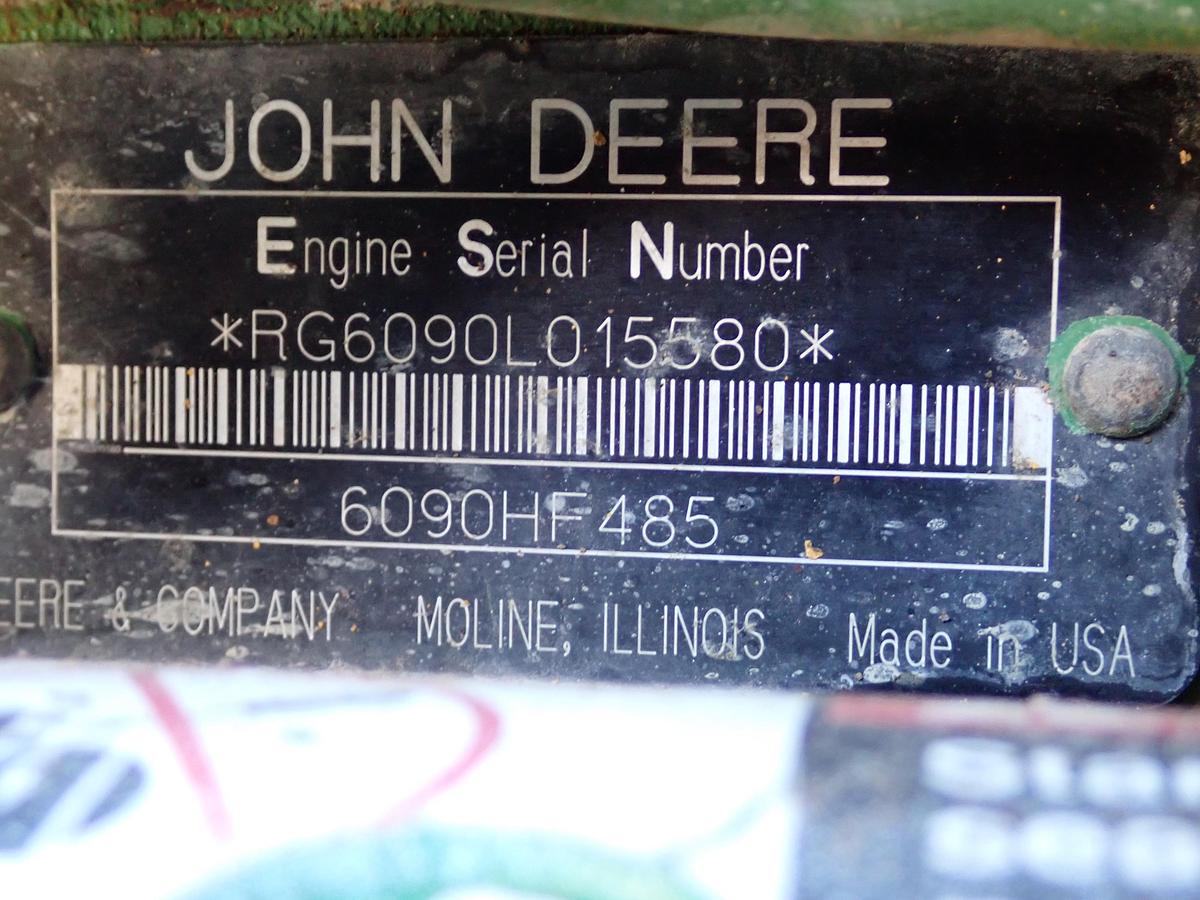 JOHN DEERE
Engine Serial Number
*RG6090L015580*
6090HF485
EERE & COMPANY MOLINE, ILLINOIS Made in USA